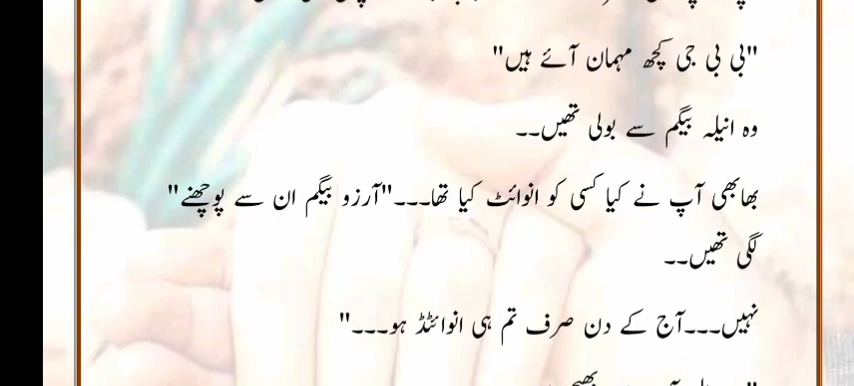 "بی بی جی کچھ مہمان آئے ہیں"
وہ انیلہ بیگم سے بولی تھیں۔۔
بھابھی آپ نے کیا کسی کو انوائٹ کیا تھا۔۔۔"آرزو بیگم ان سے پوچھنے"
لگی تھیں۔۔
نہیں۔۔۔آج کے دن صرف تم ہی انوائٹڈ ہو۔۔۔"